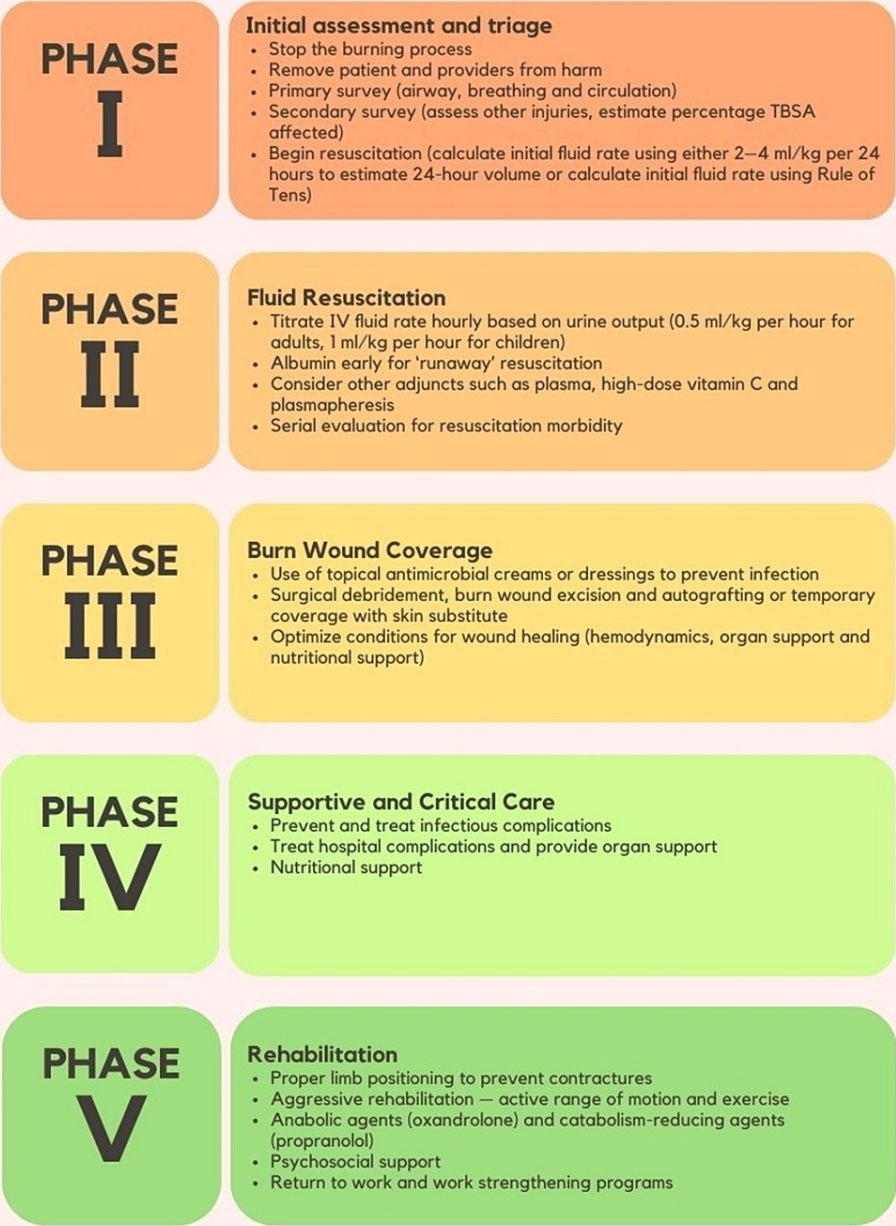 PHASE
I
Initial assessment and triage
• Stop the burning process
• Remove patient and providers from harm
• Primary survey (airway, breathing and circulation)
• Secondary survey (assess other injuries, estimate percentage TBSA
affected)
• Begin resuscitation (calculate initial fluid rate using either 2–4 ml/kg per 24
hours to estimate 24-hour volume or calculate initial fluid rate using Rule of
Tens)
PHASE
II
Fluid Resuscitation
• Titrate IV fluid rate hourly based on urine output (0.5 ml/kg per hour for
adults, 1 ml/kg per hour for children)
• Albumin early for ‘runaway’ resuscitation
• Consider other adjuncts such as plasma, high-dose vitamin C and
plasmapheresis
• Serial evaluation for resuscitation morbidity
PHASE
III
Burn Wound Coverage
• Use of topical antimicrobial creams or dressings to prevent infection
• Surgical debridement, burn wound excision and autografting or temporary
coverage with skin substitute
• Optimize conditions for wound healing (hemodynamics, organ support and
nutritional support)
PHASE
IV
Supportive and Critical Care
• Prevent and treat infectious complications
• Treat hospital complications and provide organ support
• Nutritional support
PHASE
V
Rehabilitation
• Proper limb positioning to prevent contractures
• Aggressive rehabilitation — active range of motion and exercise
• Anabolic agents (oxandrolone) and catabolism-reducing agents
(propranolol)
• Psychosocial support
• Return to work and work strengthening programs